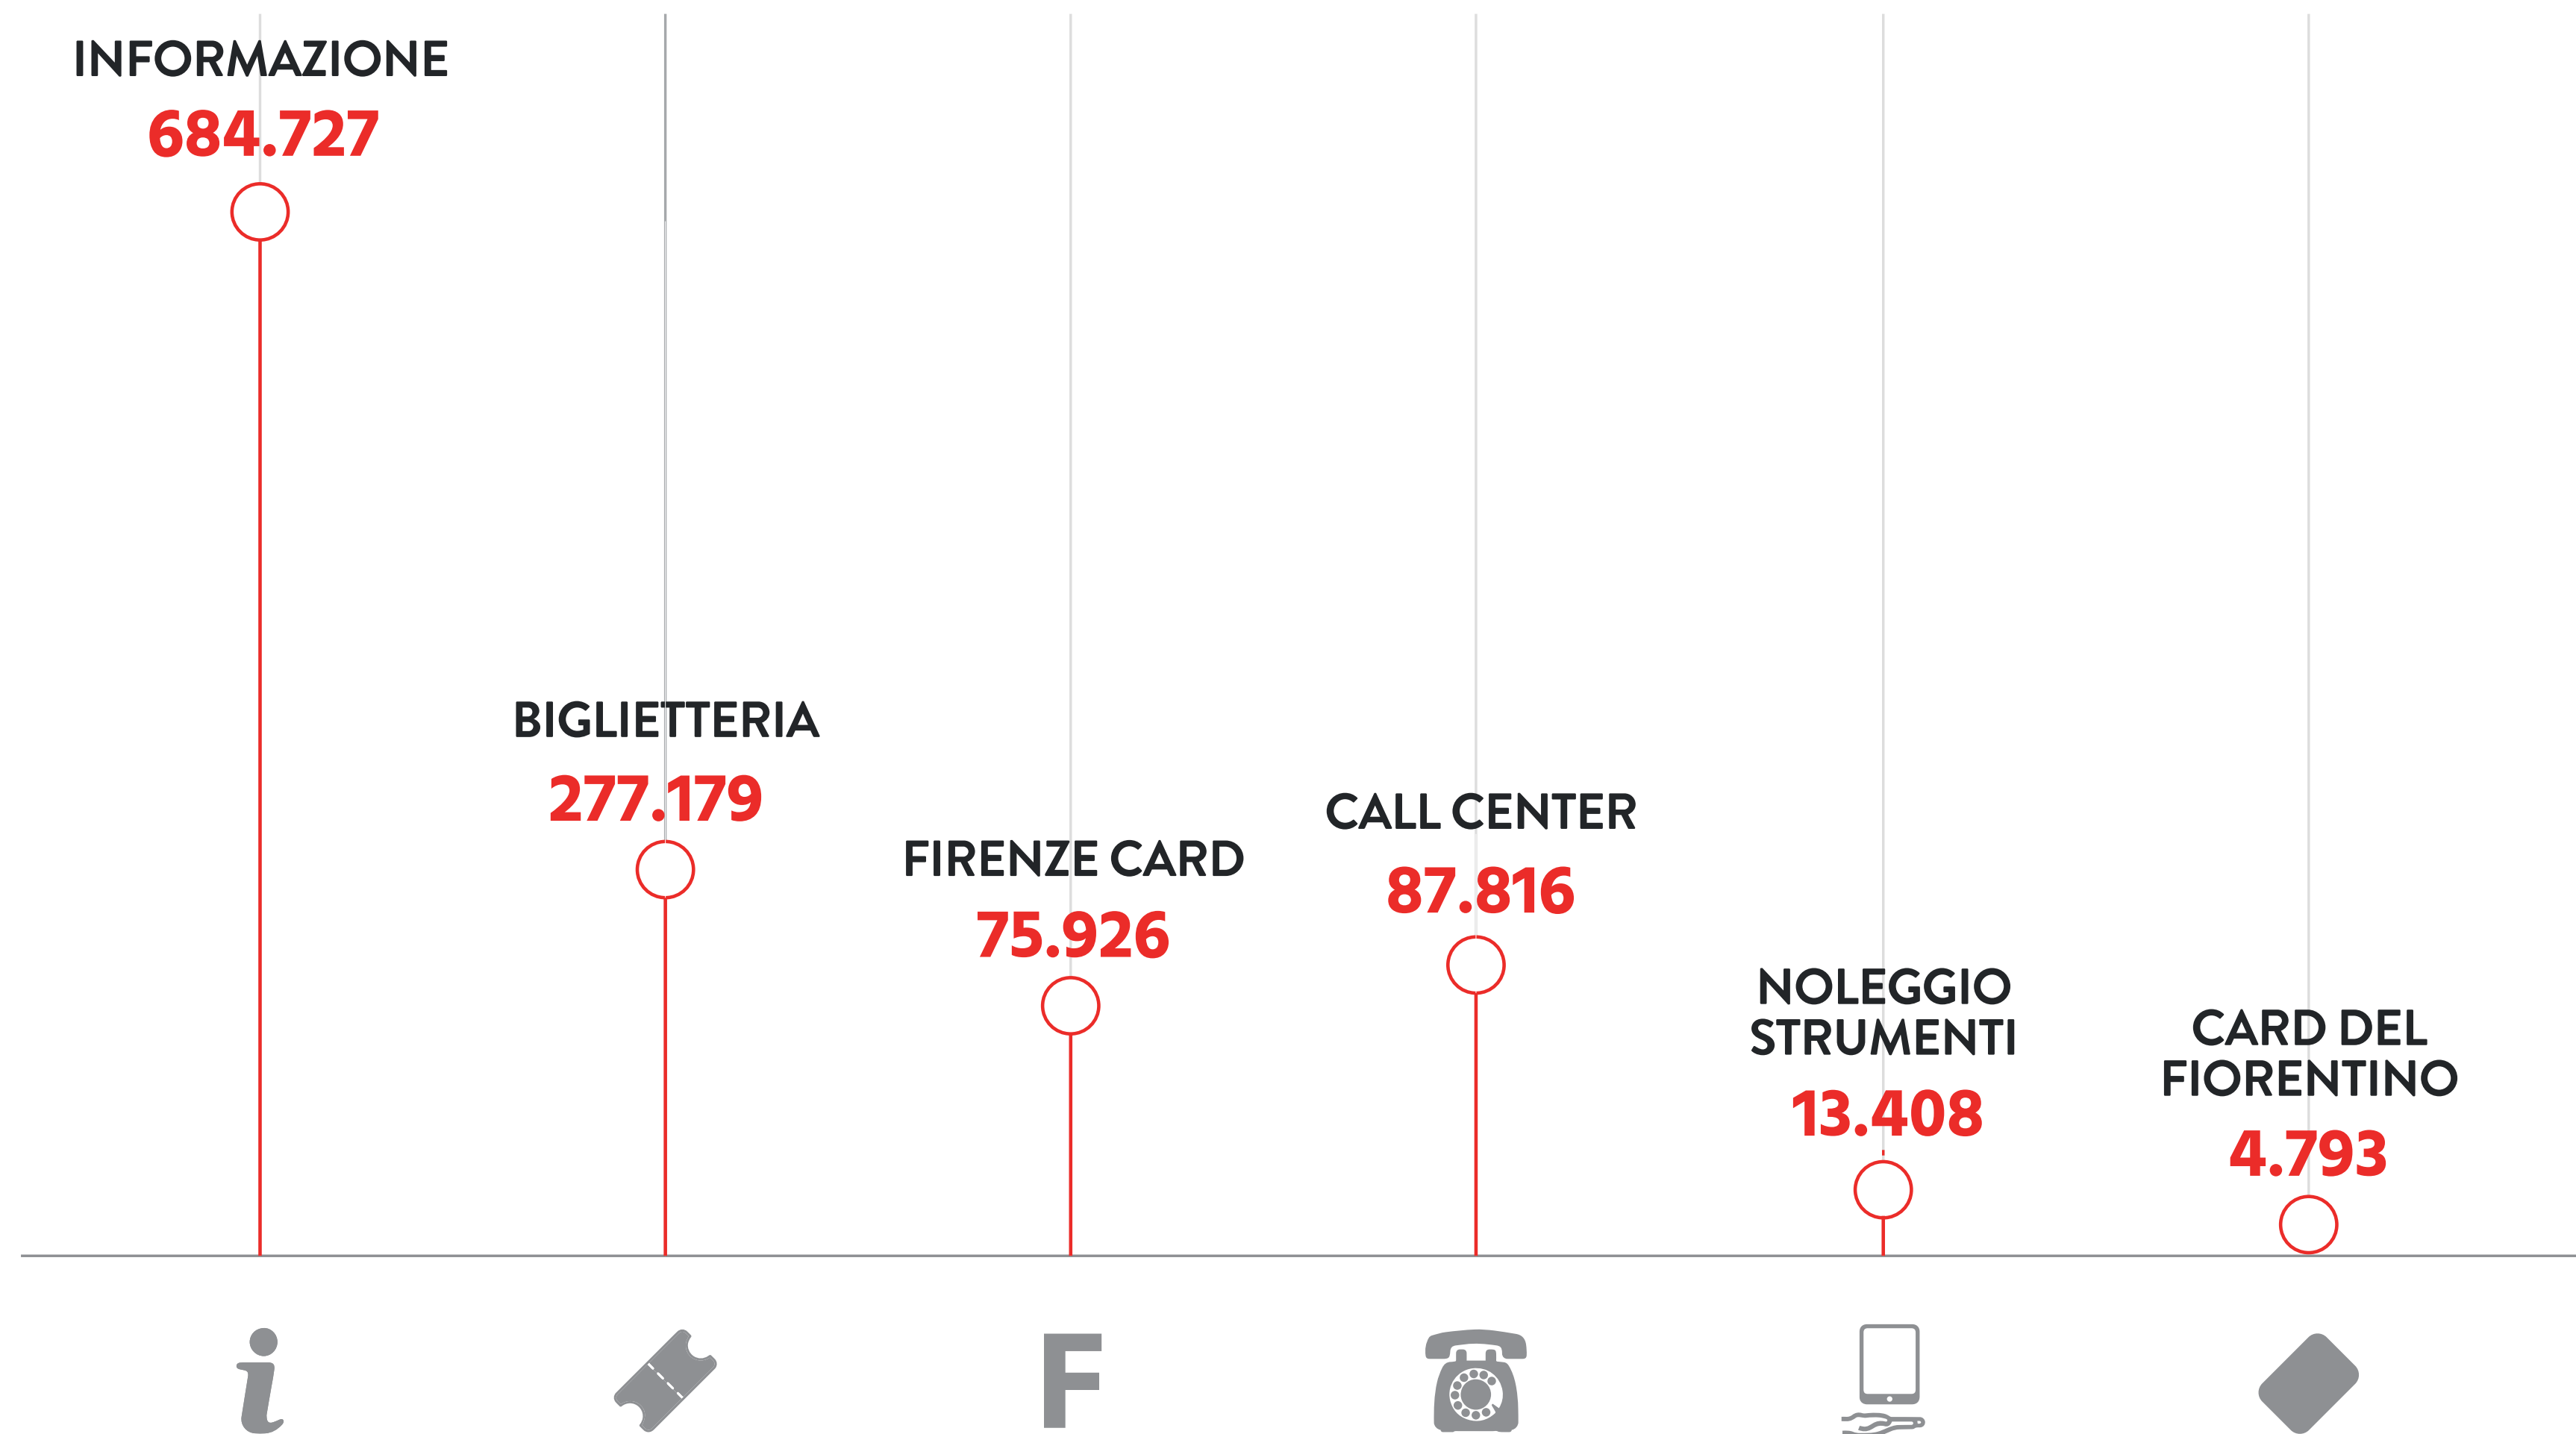 INFORMAZIONE
684.727
BIGLIETTERIA
277.179
FIRENZE CARD
75.926
CALL CENTER
87.816
NOLEGGIO
STRUMENTI
13.408
CARD DEL
FIORENTINO
4.793
i
F